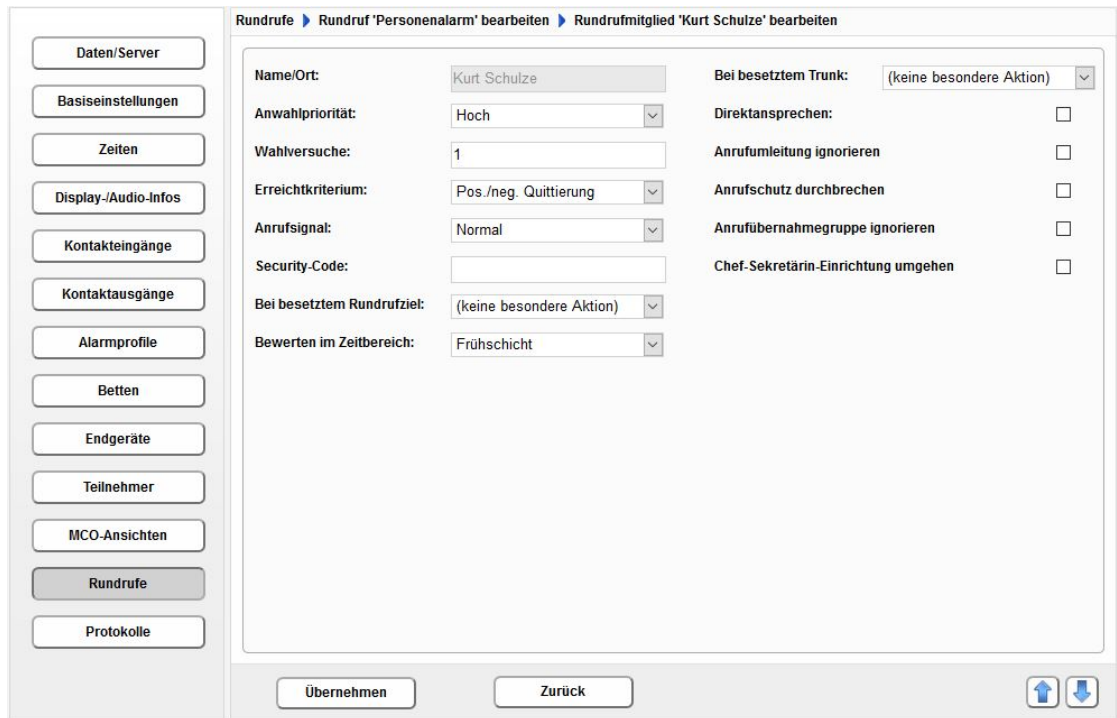 Rundrufe Rundruf 'Personenalarm' bearbeiten Rundrufmitglied 'Kurt Schulze' bearbeiten
Daten/Server
Basiseinstellungen
Zeiten
Display-/Audio-Infos
Kontakteingänge
Kontaktausgänge
Alarmprofile
Betten
Endgeräte
Teilnehmer
MCO-Ansichten
Rundrufe
Protokolle
Name/Ort: Kurt Schulze
Anwahlpriorität: Hoch
Wahlversuche: 1
Erreichtkriterium: Pos./neg. Quittierung
Anrufsignal: Normal
Security-Code:
Bei besetztem Rundrufziel: (keine besondere Aktion)
Bewerten im Zeitbereich: Frühschicht
Bei besetztem Trunk: (keine besondere Aktion)
Direktansprechen:
Anrufumleitung ignorieren
Anrufschutz durchbrechen
Anrufübernahmegruppe ignorieren
Chef-Sekretärin-Einrichtung umgehen
Übernehmen Zurück